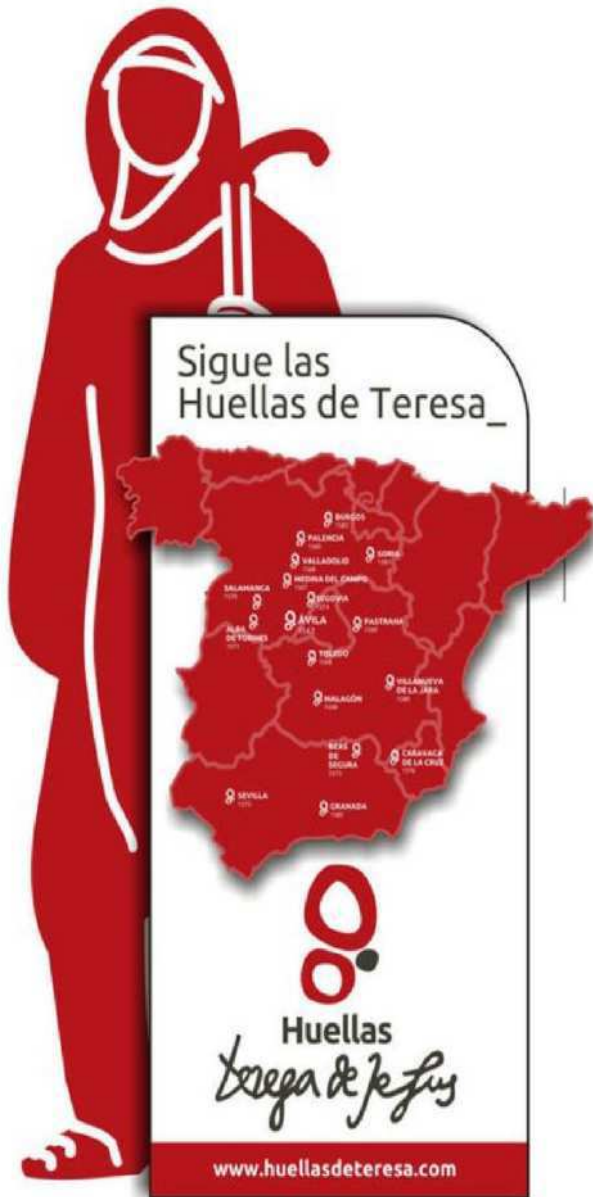 Sigue las
Huellas de Teresa_
BURGOS
PALENCIA
SORIA
VALLADOLID
MEDINA DEL CAMPO
SALAMANCA
SEGOVIA
ÁVILA
PASTRANA
ALBA
DE TORMES
TOLEDO
VILLANUEVA
DE LA JARA
MALAGÓN
BEAS
DE
SEGURA
CARAVACA
DE LA CRUZ
SEVILLA
GRANADA
Huellas
teresa de Jesus
www.huellasdeteresa.com